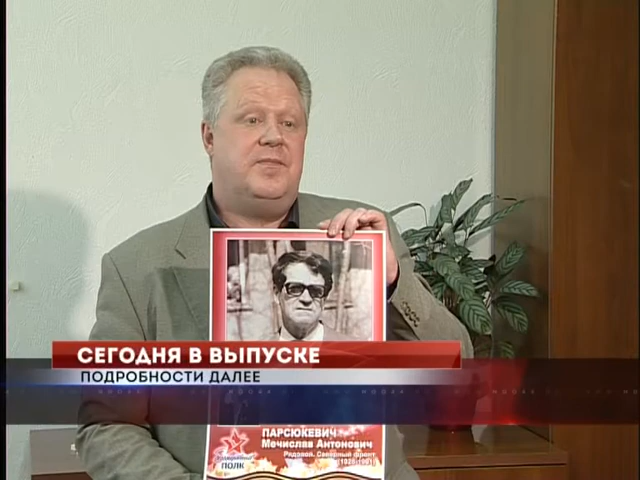 СЕГОДНЯ В ВЫПУСКЕ
ПОДРОБНОСТИ ДАЛЕЕ
ПАРСЮКЕВИЧ
Мечислав Антонович
Рядовой. Северный фронт
ПОЛК